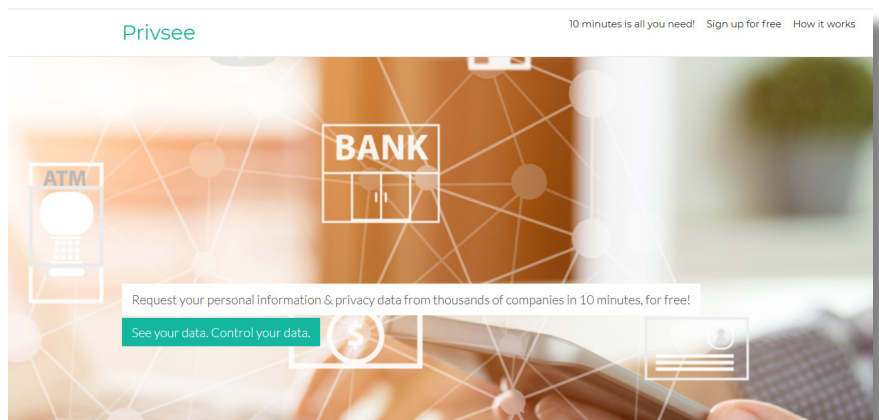 Privsee
10 minutes is all you need! Sign up for free How it works
BANK
ATM
Request your personal information & privacy data from thousands of companies in 10 minutes, for free!
See your data. Control your data.
$